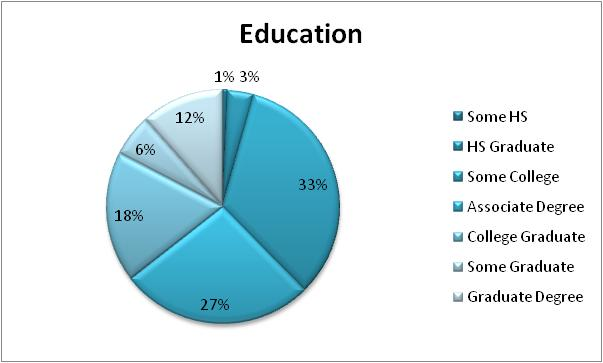 Education
1% 3%
12%
6%
33%
18%
27%
Some HS
HS Graduate
Some College
Associate Degree
College Graduate
Some Graduate
Graduate Degree